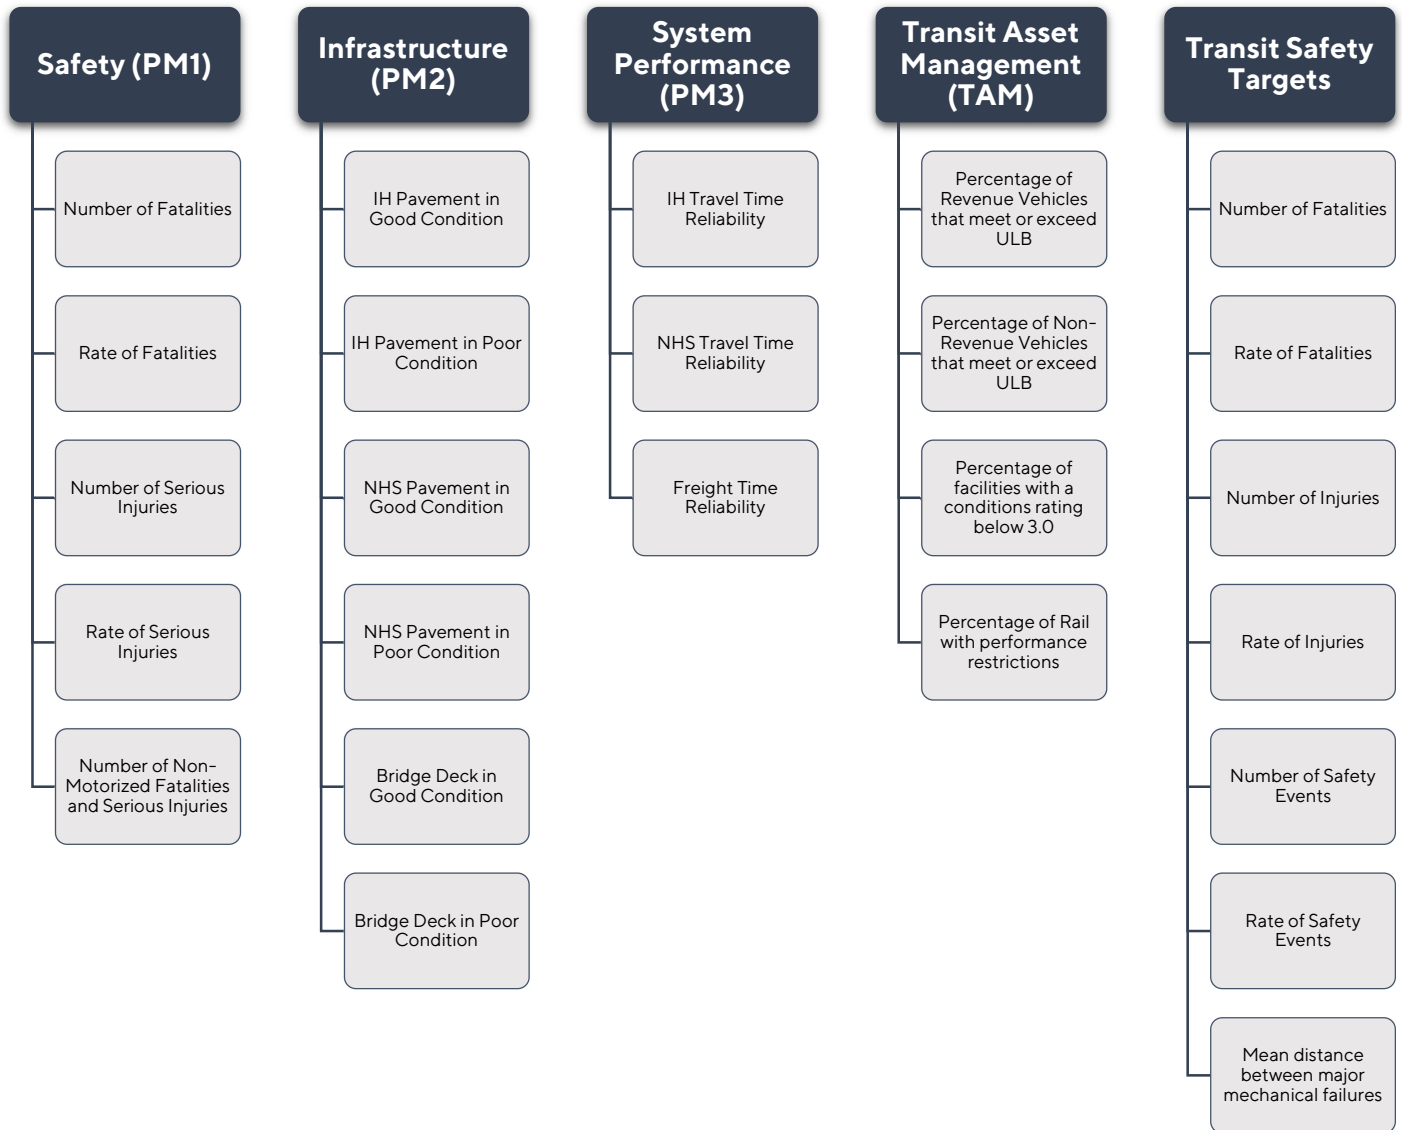 Safety (PM1)
Number of Fatalities
Rate of Fatalities
Number of Serious
Injuries
Rate of Serious
Injuries
Number of Non-
Motorized Fatalities
and Serious Injuries
Infrastructure
(PM2)
IH Pavement in
Good Condition
IH Pavement in Poor
Condition
NHS Pavement in
Good Condition
NHS Pavement in
Poor Condition
Bridge Deck in
Good Condition
Bridge Deck in Poor
Condition
System
Performance
(PM3)
IH Travel Time
Reliability
NHS Travel Time
Reliability
Freight Time
Reliability
Transit Asset
Management
(TAM)
Percentage of
Revenue Vehicles
that meet or exceed
ULB
Percentage of Non-
Revenue Vehicles
that meet or exceed
ULB
Percentage of
facilities with a
conditions rating
below 3.0
Percentage of Rail
with performance
restrictions
Transit Safety
Targets
Number of Fatalities
Rate of Fatalities
Number of Injuries
Rate of Injuries
Number of Safety
Events
Rate of Safety
Events
Mean distance
between major
mechanical failures